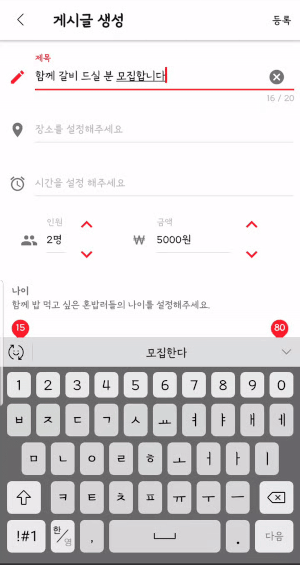 게시글 생성 등록
제목
함께 갈비 드실 분 모집합니다
16 / 20
장소를 설정해주세요
시간을 설정 해주세요
인원 금액
2명 ₩ 5000원
나이
함께 밥 먹고 싶은 혼밥러들의 나이를 설정해주세요.
15 80
모집한다
1 2 3 4 5 6 7 8 9 0
ㅂ ㅈ ㄷ ㄱ ㅅ ㅛ ㅕ ㅑ ㅐ ㅔ
ㅁ ㄴ ㅇ ㄹ ㅎ ㅗ ㅓ ㅏ ㅣ
ㅋ ㅌ ㅊ ㅍ ㅠ ㅜ ㅡ
!#1 한/영 , . 다음